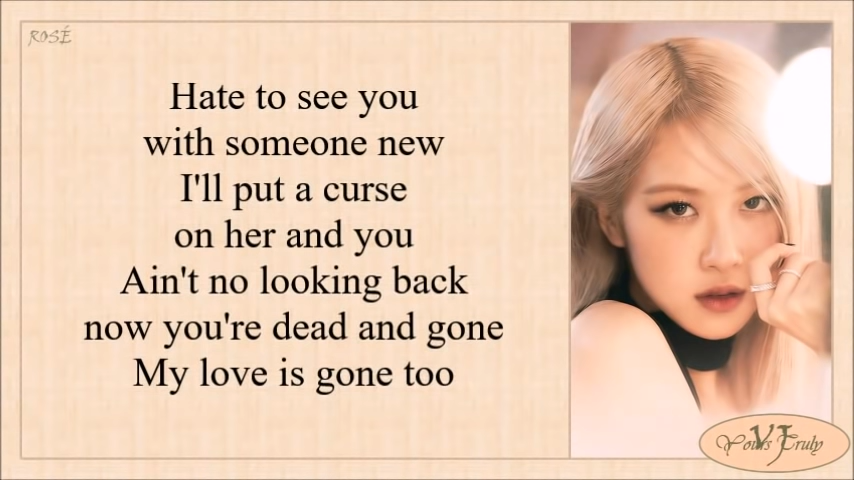 ROSÉ
Hate to see you
with someone new
I'll put a curse
on her and you
Ain't no looking back
now you're dead and gone
My love is gone too
Yours Truly
VJ